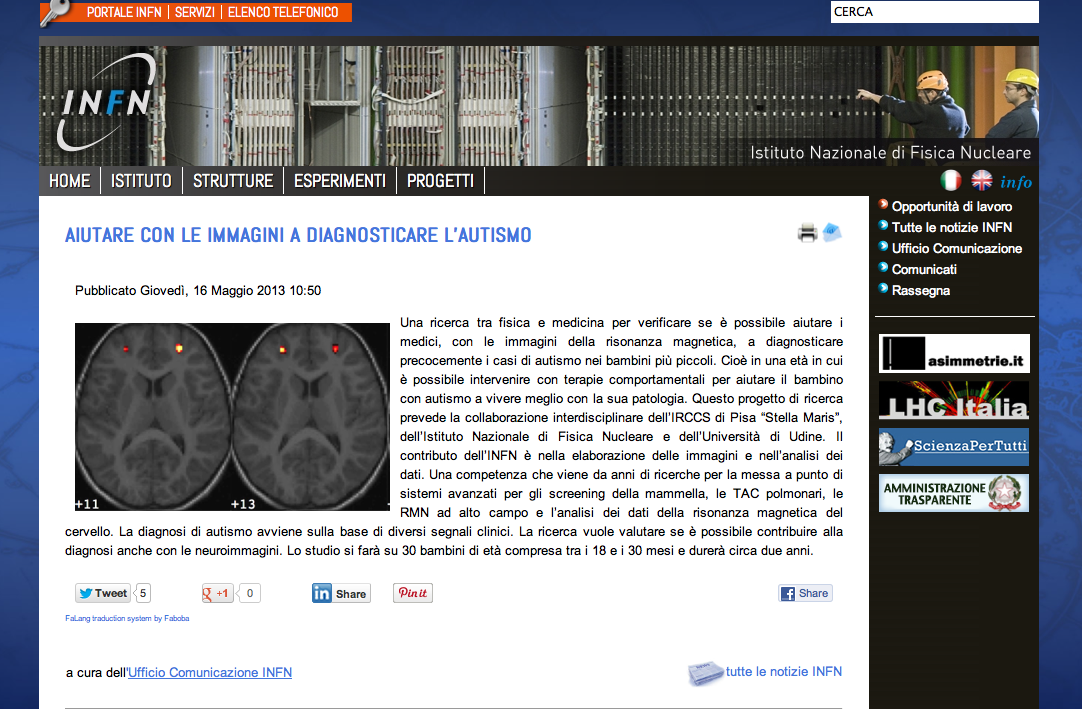 PORTALE INFN | SERVIZI | ELENCO TELEFONICO
CERCA
INFN
Istituto Nazionale di Fisica Nucleare
HOME
ISTITUTO
STRUTTURE
ESPERIMENTI
PROGETTI
info
AIUTARE CON LE IMMAGINI A DIAGNOSTICARE L'AUTISMO
Pubblicato Giovedì, 16 Maggio 2013 10:50
+11
+13
Una ricerca tra fisica e medicina per verificare se è possibile aiutare i
medici, con le immagini della risonanza magnetica, a diagnosticare
precocemente i casi di autismo nei bambini più piccoli. Cioè in una età in cui
è possibile intervenire con terapie comportamentali per aiutare il bambino
con autismo a vivere meglio con la sua patologia. Questo progetto di ricerca
prevede la collaborazione interdisciplinare dell'IRCCS di Pisa “Stella Maris”,
dell'Istituto Nazionale di Fisica Nucleare e dell'Università di Udine. Il
contributo dell'INFN è nella elaborazione delle immagini e nell'analisi dei
dati. Una competenza che viene da anni di ricerche per la messa a punto di
sistemi avanzati per gli screening della mammella, le TAC polmonari, le
RMN ad alto campo e l'analisi dei dati della risonanza magnetica del
cervello. La diagnosi di autismo avviene sulla base di diversi segnali clinici. La ricerca vuole valutare se è possibile contribuire alla
diagnosi anche con le neuroimmagini. Lo studio si farà su 30 bambini di età compresa tra i 18 e i 30 mesi e durerà circa due anni.
Tweet 5
g +1 0
in Share
Pin it
f Share
FaLang traduction system by Faboba
a cura dell'Ufficio Comunicazione INFN
tutte le notizie INFN
Opportunità di lavoro
Tutte le notizie INFN
Ufficio Comunicazione
Comunicati
Rassegna
asimmetrie.it
LHC Italia
ScienzaPerTutti
AMMINISTRAZIONE
TRASPARENTE